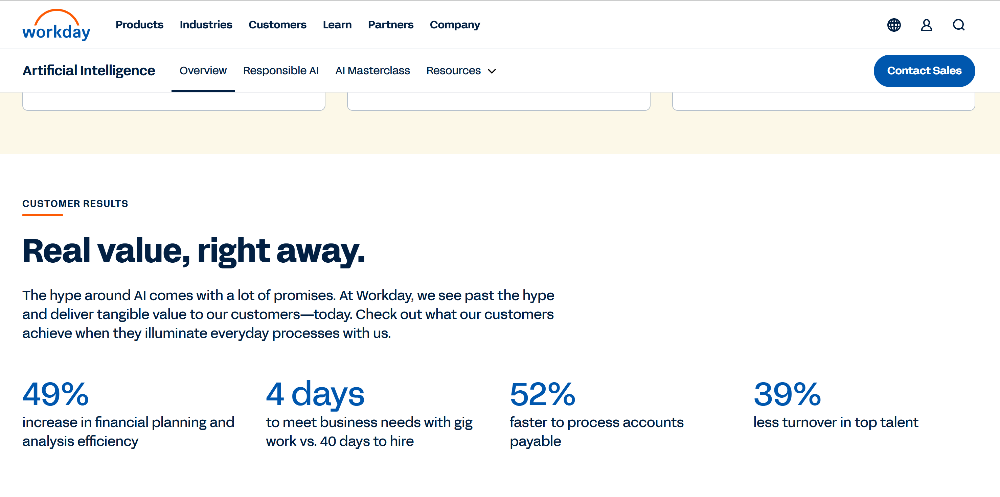 workday
Products Industries Customers Learn Partners Company
Artificial Intelligence Overview Responsible AI AI Masterclass Resources Contact Sales
CUSTOMER RESULTS
Real value, right away.
The hype around AI comes with a lot of promises. At Workday, we see past the hype
and deliver tangible value to our customers—today. Check out what our customers
achieve when they illuminate everyday processes with us.
49%
increase in financial planning and
analysis efficiency
4 days
to meet business needs with gig
work vs. 40 days to hire
52%
faster to process accounts
payable
39%
less turnover in top talent